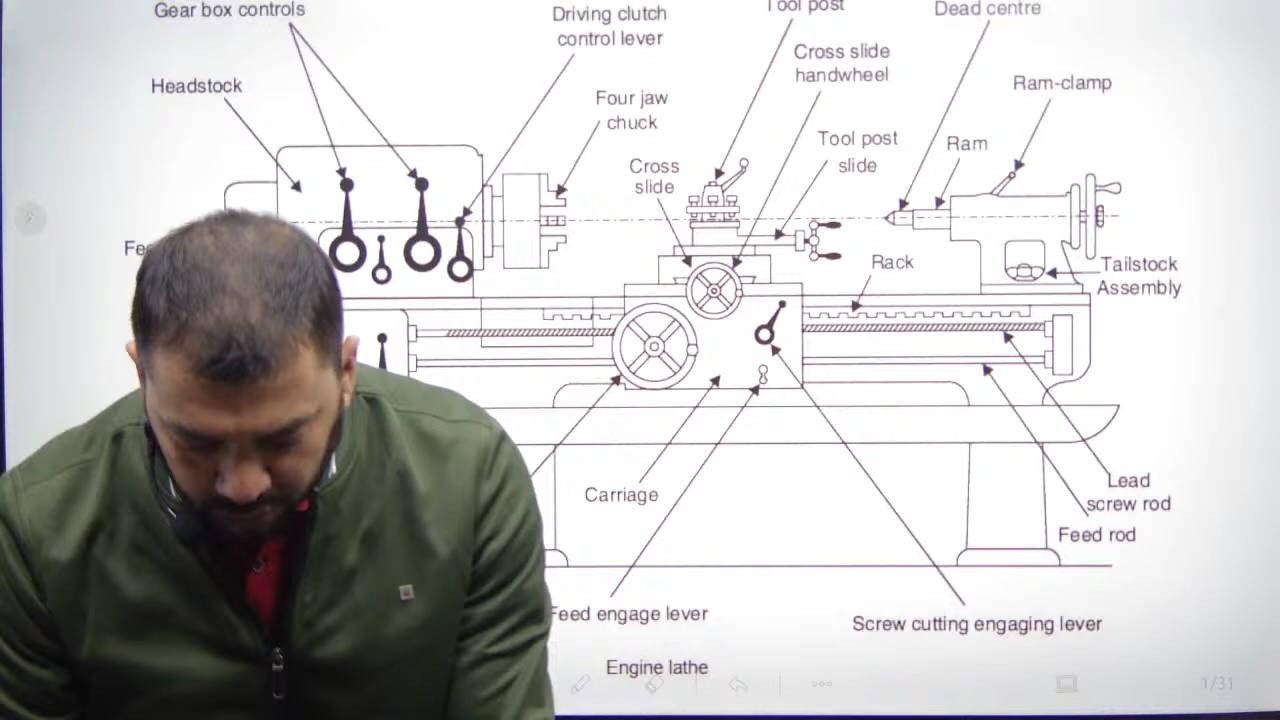 Gear box controls
Driving clutch
control lever
Tool post
Dead centre
Headstock
Four jaw
chuck
Cross slide
handwheel
Ram-clamp
Cross
slide
Tool post
slide
Ram
Rack
Tailstock
Assembly
Carriage
Lead
screw rod
Feed rod
Feed engage lever
Screw cutting engaging lever
Engine lathe
1/31